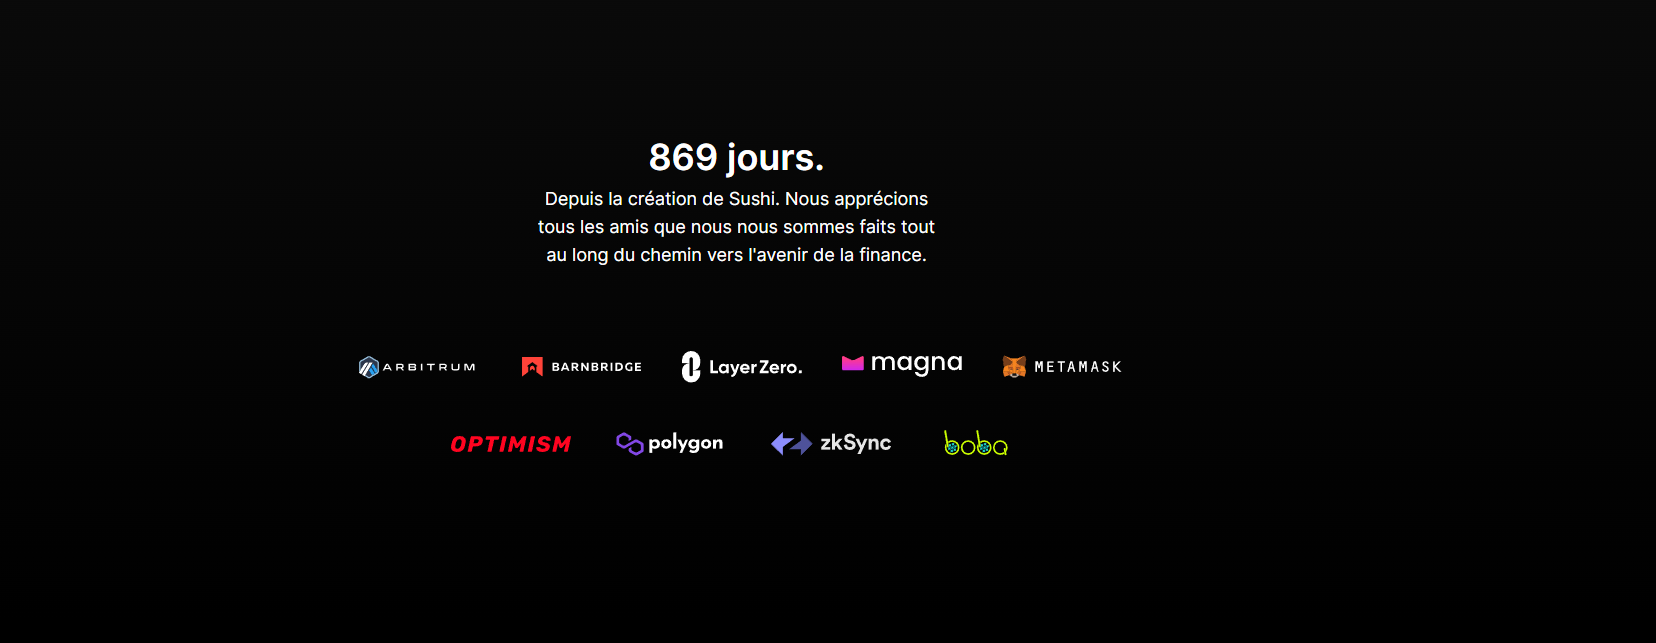 869 jours.
Depuis la création de Sushi. Nous apprécions
tous les amis que nous nous sommes faits tout
au long du chemin vers l'avenir de la finance.
ARBITRUM BARNBRIDGE LayerZero. magna METAMASK
OPTIMISM polygon zkSync boba